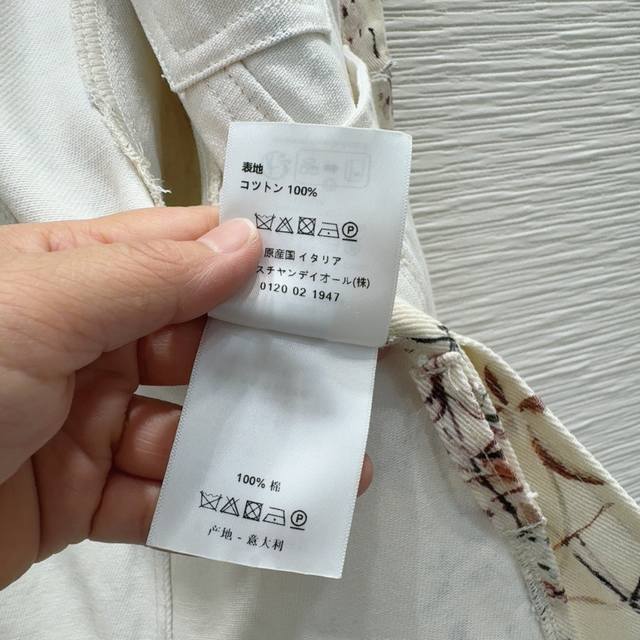 表地
コットン 100%
P
原産国 イタリア
スチャンディオール(株)
0120 02 1947
100% 棉
P
产地 - 意大利